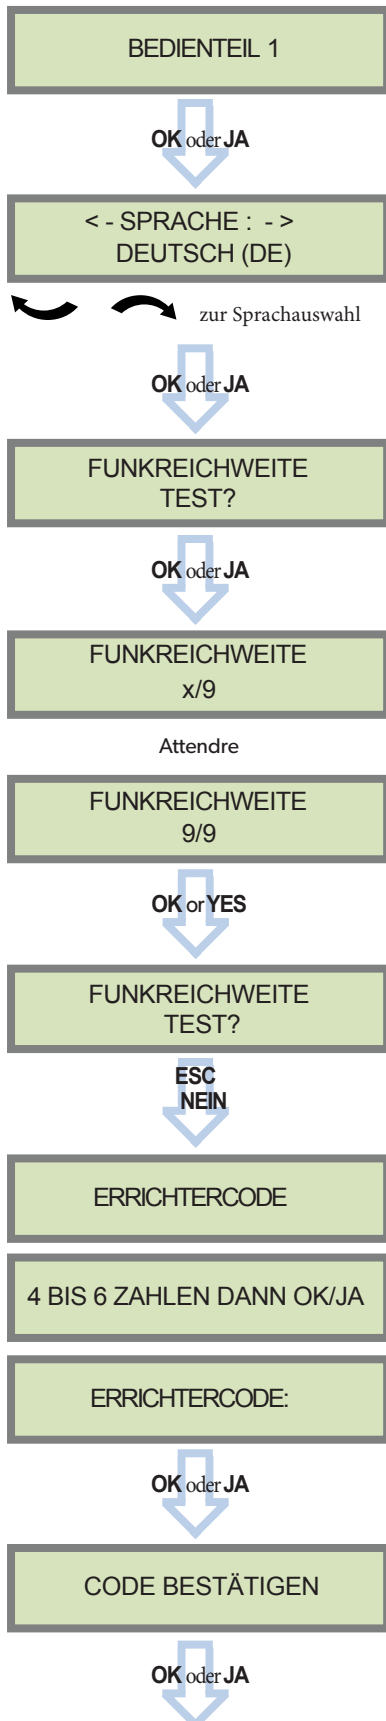 BEDIENTEIL 1
OK oder JA
< - SPRACHE : - >
DEUTSCH (DE)
zur Sprachauswahl
OK oder JA
FUNKREICHWEITE
TEST?
OK oder JA
FUNKREICHWEITE
x/9
Attendre
FUNKREICHWEITE
9/9
OK or YES
FUNKREICHWEITE
TEST?
ESC
NEIN
ERRICHTERCODE
4 BIS 6 ZAHLEN DANN OK/JA
ERRICHTERCODE:
OK oder JA
CODE BESTÄTIGEN
OK oder JA